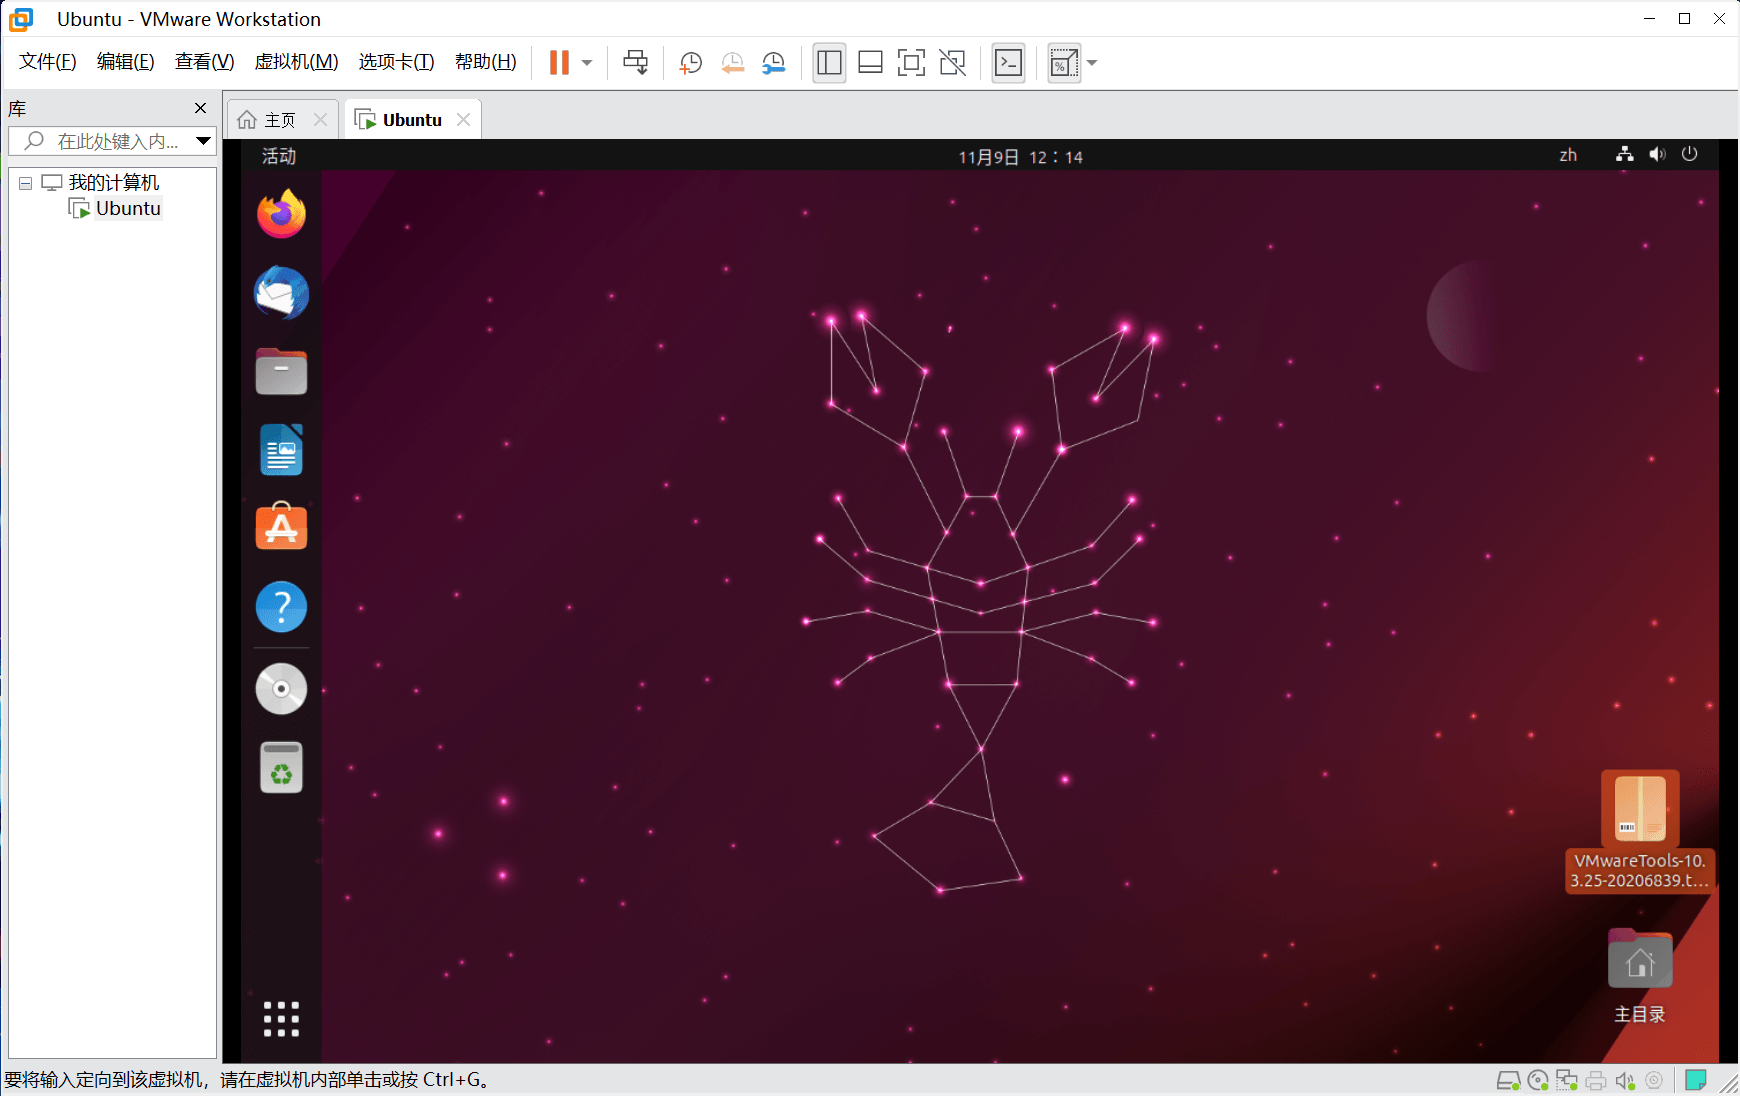 Ubuntu - VMware Workstation
文件(F) 编辑(E) 查看(V) 虚拟机(M) 选项卡(T) 帮助(H)
库
在此处键入内...
主页
Ubuntu
我的计算机
Ubuntu
活动
11月9日 12：14
zh
VMwareTools-10.
3.25-20206839.t...
主目录
要将输入定向到该虚拟机，请在虚拟机内部单击或按 Ctrl+G。